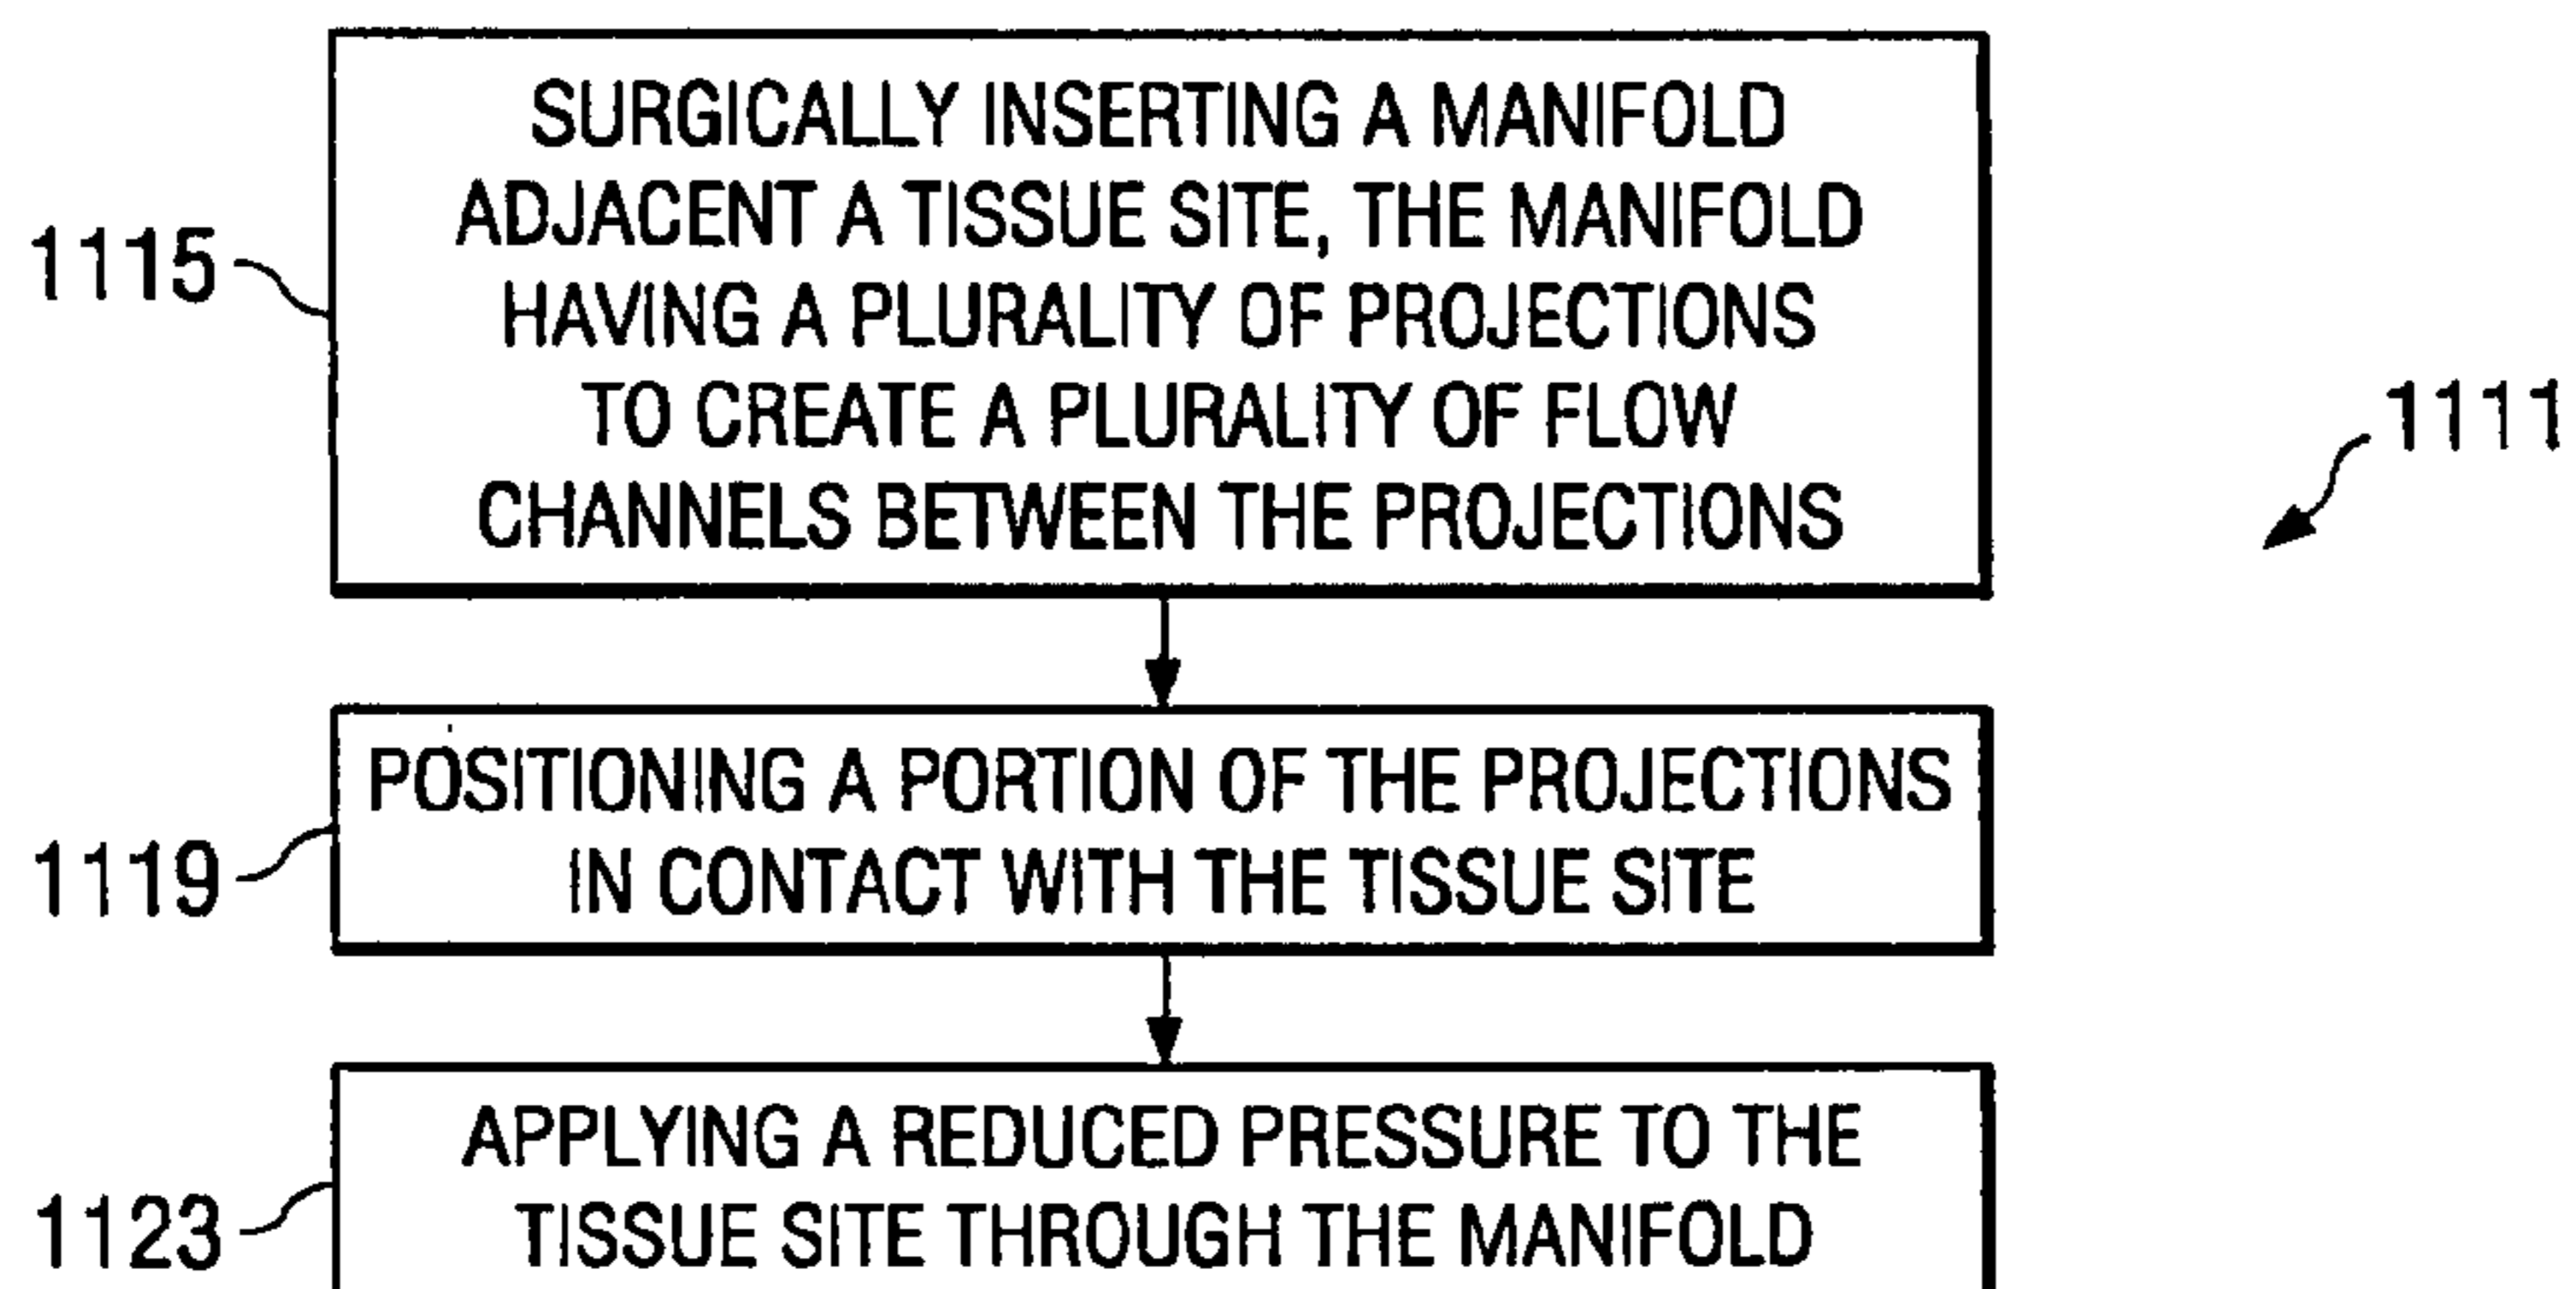 SURGICALLY INSERTING A MANIFOLD
ADJACENT A TISSUE SITE, THE MANIFOLD
HAVING A PLURALITY OF PROJECTIONS
TO CREATE A PLURALITY OF FLOW
CHANNELS BETWEEN THE PROJECTIONS
1115
1111
POSITIONING A PORTION OF THE PROJECTIONS
IN CONTACT WITH THE TISSUE SITE
1119
APPLYING A REDUCED PRESSURE TO THE
TISSUE SITE THROUGH THE MANIFOLD
1123